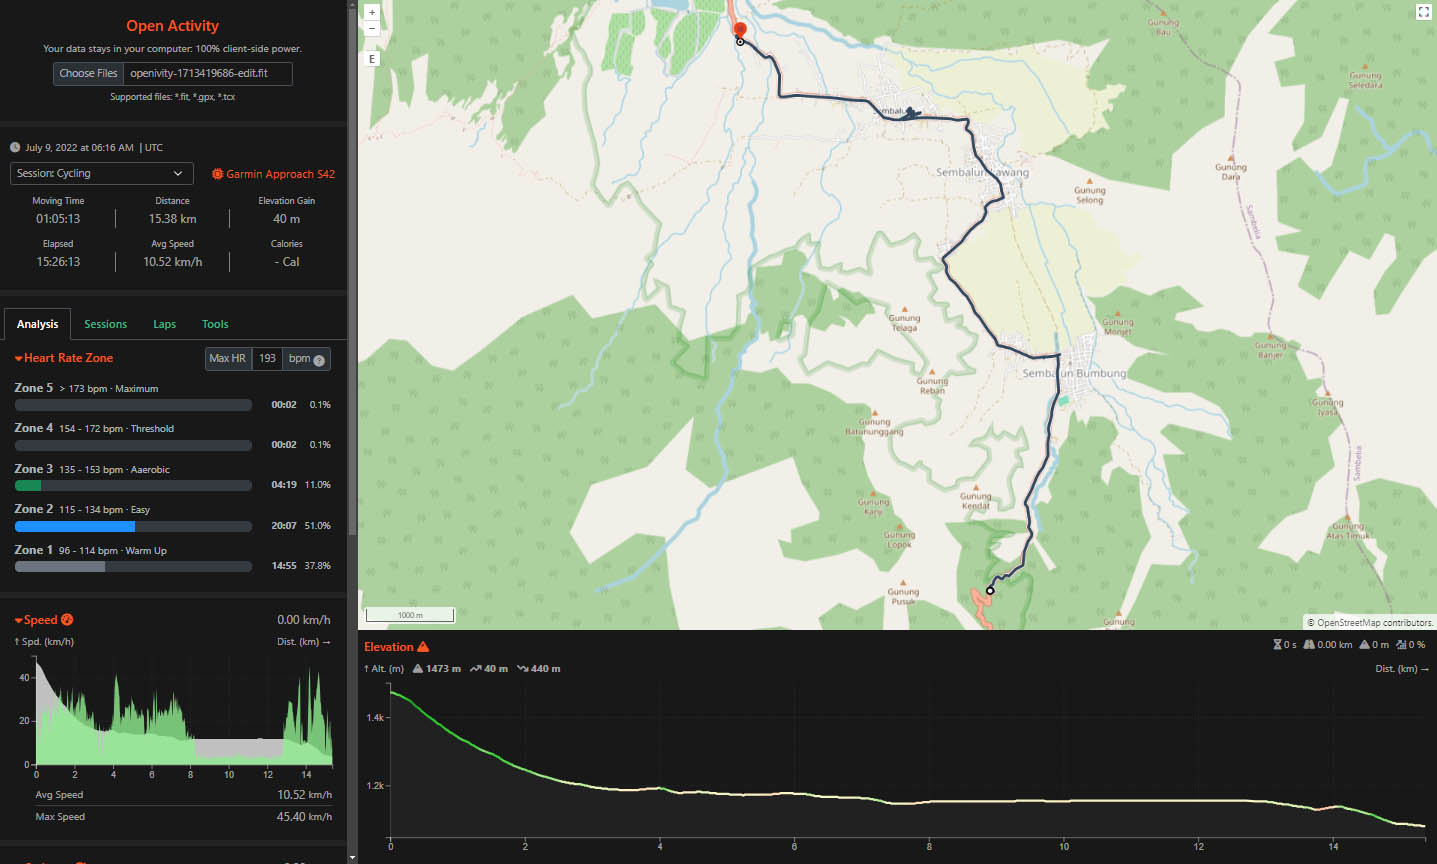 Open Activity
Your data stays in your computer: 100% client-side power.
Choose Files openivity-1713419686-edit.fit
Supported files: *.fit, *.gpx, *.tcx
July 9, 2022 at 06:16 AM | UTC
Session: Cycling
Garmin Approach S42
Moving Time Distance Elevation Gain
01:05:13 15.38 km 40 m
Elapsed Avg Speed Calories
15:26:13 10.52 km/h - Cal
Analysis Sessions Laps Tools
Heart Rate Zone Max HR 193 bpm ?
Zone 5 > 173 bpm · Maximum
00:02 0.1%
Zone 4 154 - 172 bpm · Threshold
00:02 0.1%
Zone 3 135 - 153 bpm · Aaerobic
04:19 11.0%
Zone 2 115 - 134 bpm · Easy
20:07 51.0%
Zone 1 96 - 114 bpm · Warm Up
14:55 37.8%
Speed 0.00 km/h
↑ Spd. (km/h) Dist. (km) →
40
20
0
0 2 4 6 8 10 12 14
Avg Speed 10.52 km/h
Max Speed 45.40 km/h
+
−
E
Gunung
Bau
Gunung
Seledara
Sembalun
Sembalun Lawang
Gunung
Dara
Gunung
Selong
Sambelia
Gunung
Telaga
Gunung
Monjet
Gunung
Banjer
Sembalun Bumbung
Gunung
Reban
Gunung
Iyasa
Gunung
Batununggang
Sambelia
Gunung
Kanji
Gunung
Kendat
Gunung
Lopok
Gunung
Atas Timuk
Gunung
Pusuk
1000 m
© OpenStreetMap contributors.
Elevation 0 s 0.00 km 0 m 0 %
↑ Alt. (m) 1473 m 40 m 440 m Dist. (km) →
1.4k
1.2k
0 2 4 6 8 10 12 14